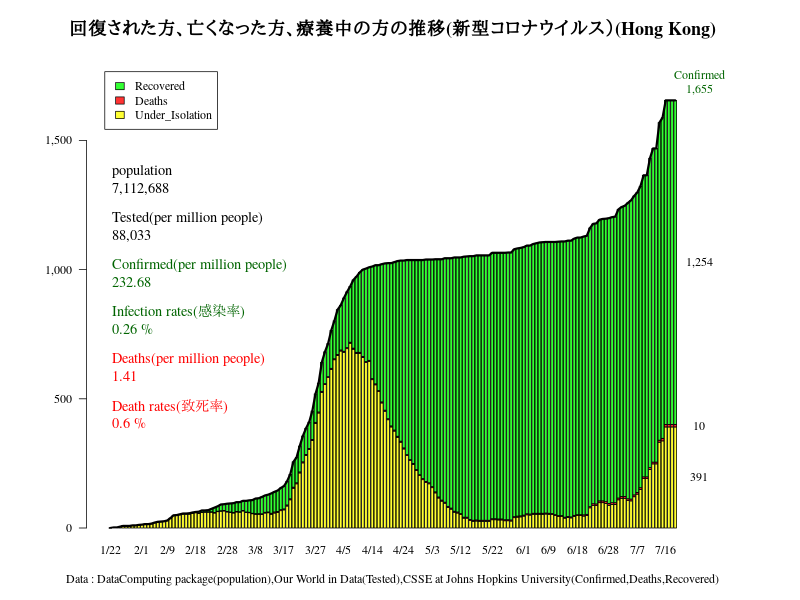 回復された方、亡くなった方、療養中の方の推移(新型コロナウイルス）(Hong Kong)
Confirmed
1,655
Recovered
Deaths
Under_Isolation
1,500
1,000
500
0
population
7,112,688
Tested(per million people)
88,033
Confirmed(per million people)
232.68
Infection rates(感染率)
0.26 %
Deaths(per million people)
1.41
Death rates(致死率)
0.6 %
1,254
10
391
1/22 2/1 2/9 2/18 2/28 3/8 3/17 3/27 4/5 4/14 4/24 5/3 5/12 5/22 6/1 6/9 6/18 6/28 7/7 7/16
Data : DataComputing package(population),Our World in Data(Tested),CSSE at Johns Hopkins University(Confirmed,Deaths,Recovered)